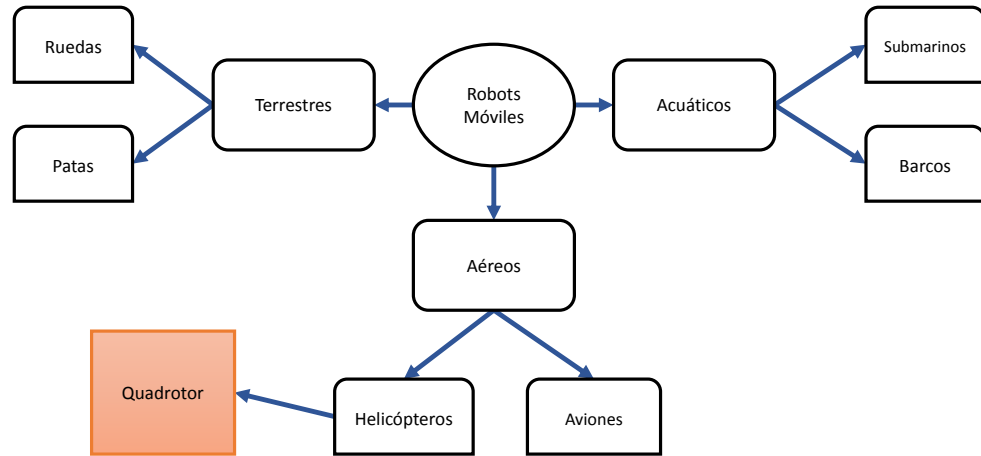 Ruedas
Submarinos
Terrestres
Robots
Móviles
Acuáticos
Patas
Barcos
Aéreos
Quadrotor
Helicópteros
Aviones